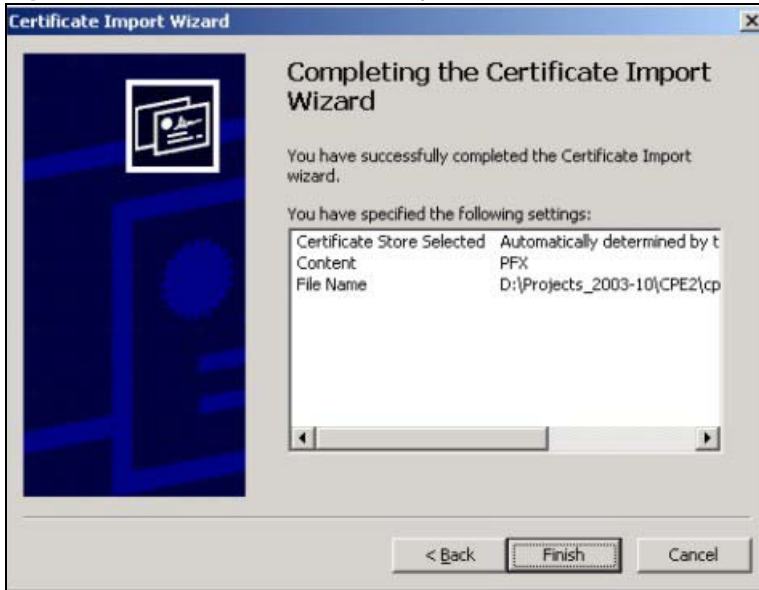 Certificate Import Wizard
Completing the Certificate Import
Wizard
You have successfully completed the Certificate Import
wizard.
You have specified the following settings:
Certificate Store Selected Automatically determined by t
Content PFX
File Name D:\Projects_2003-10\CPE2\cp
< Back Finish Cancel